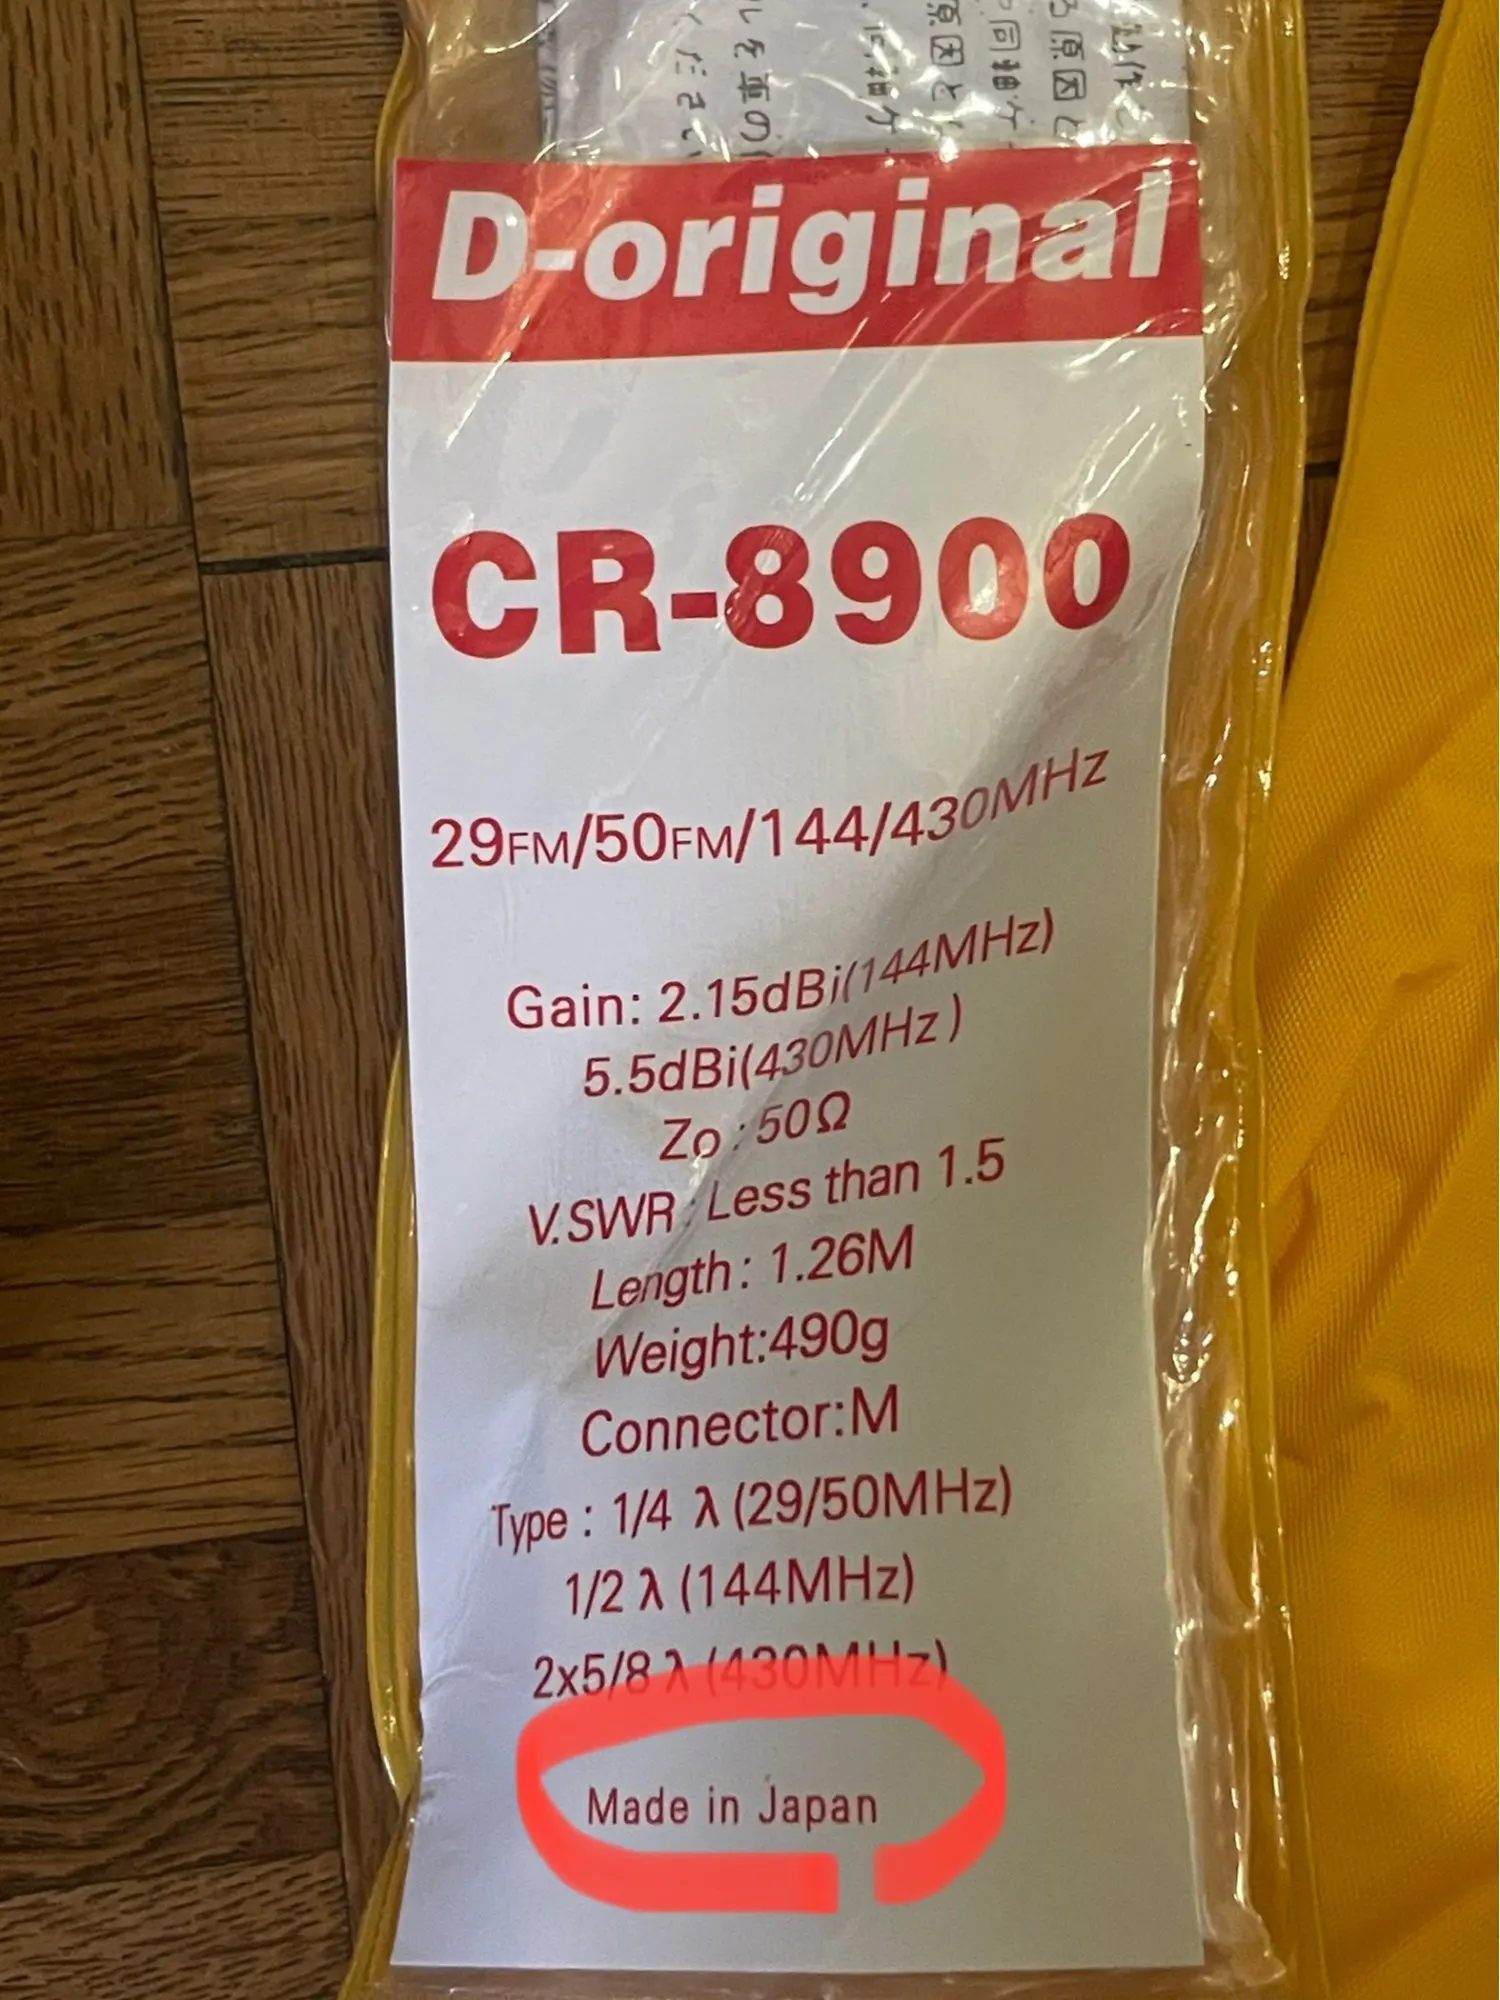 D-original
CR-8900
29FM/50FM/144/430MHz
Gain: 2.15dBi(144MHz)
5.5dBi(430MHz)
Zo : 50Ω
V.SWR : Less than 1.5
Length: 1.26M
Weight:490g
Connector:M
Type : 1/4 λ (29/50MHz)
1/2 λ (144MHz)
2x5/8 λ (430MHz)
Made in Japan